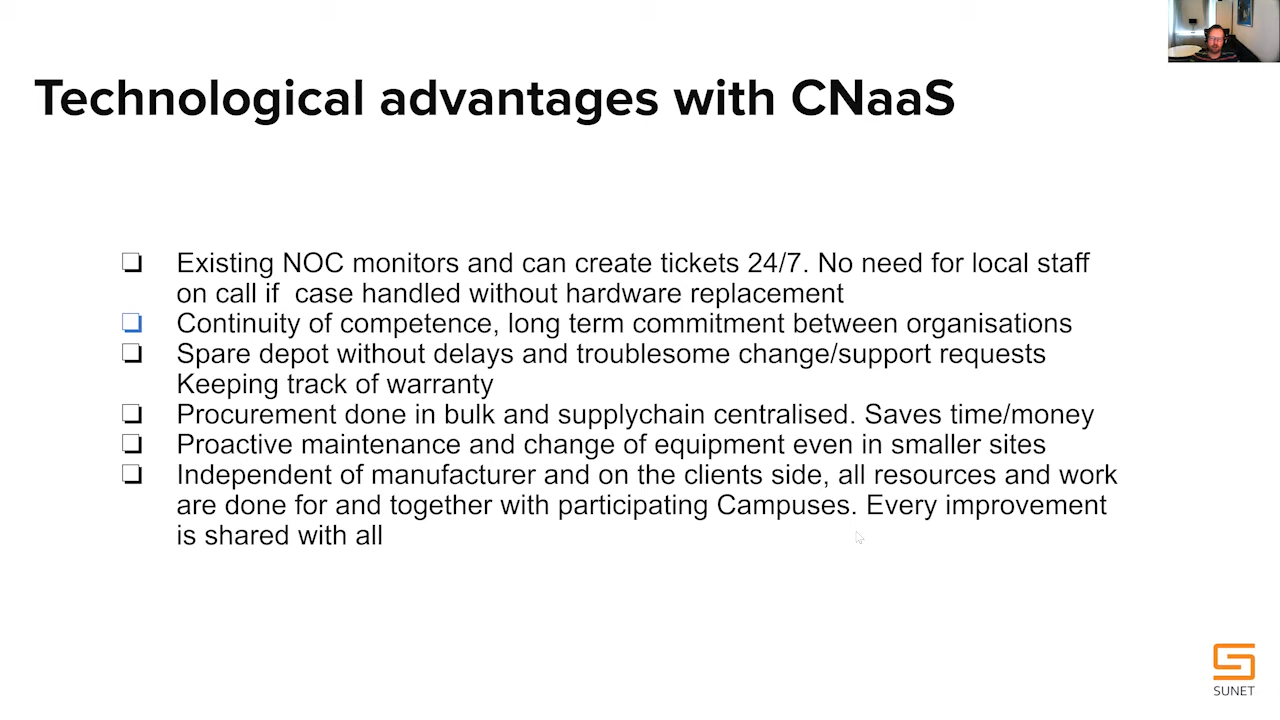 Technological advantages with CNaaS
Existing NOC monitors and can create tickets 24/7. No need for local staff
on call if  case handled without hardware replacement
Continuity of competence, long term commitment between organisations
Spare depot without delays and troublesome change/support requests
Keeping track of warranty
Procurement done in bulk and supplychain centralised. Saves time/money
Proactive maintenance and change of equipment even in smaller sites
Independent of manufacturer and on the clients side, all resources and work
are done for and together with participating Campuses. Every improvement
is shared with all
SUNET